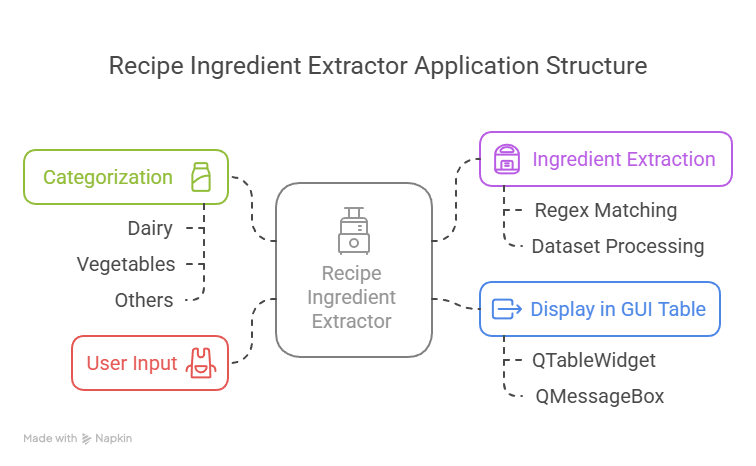 Recipe Ingredient Extractor Application Structure
Categorization
Dairy
Vegetables
Others
User Input
Recipe
Ingredient
Extractor
Ingredient Extraction
Regex Matching
Dataset Processing
Display in GUI Table
QTableWidget
QMessageBox
Made with Napkin